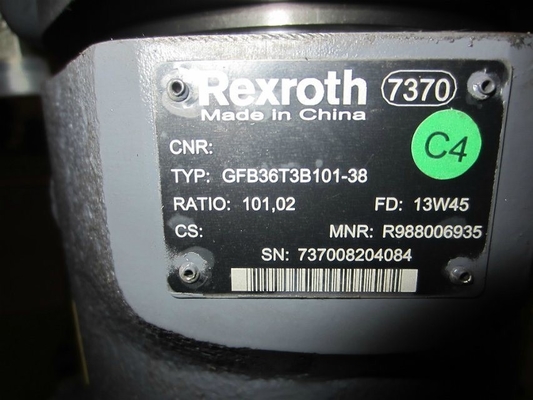 Rexroth 7370
Made in China
C4
CNR:
TYP: GFB36T3B101-38
RATIO: 101,02 FD: 13W45
CS: MNR: R988006935
SN: 737008204084